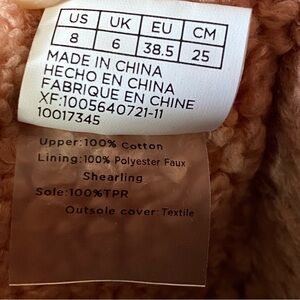 US UK EU CM
8 6 38.5 25
MADE IN CHINA
HECHO EN CHINA
FABRIQUE EN CHINE
XF:1005640721-11
10017345
Upper:100% Cotton
Lining:100% Polyester Faux
Shearling
Sole:100%TPR
Outsole cover: Textile